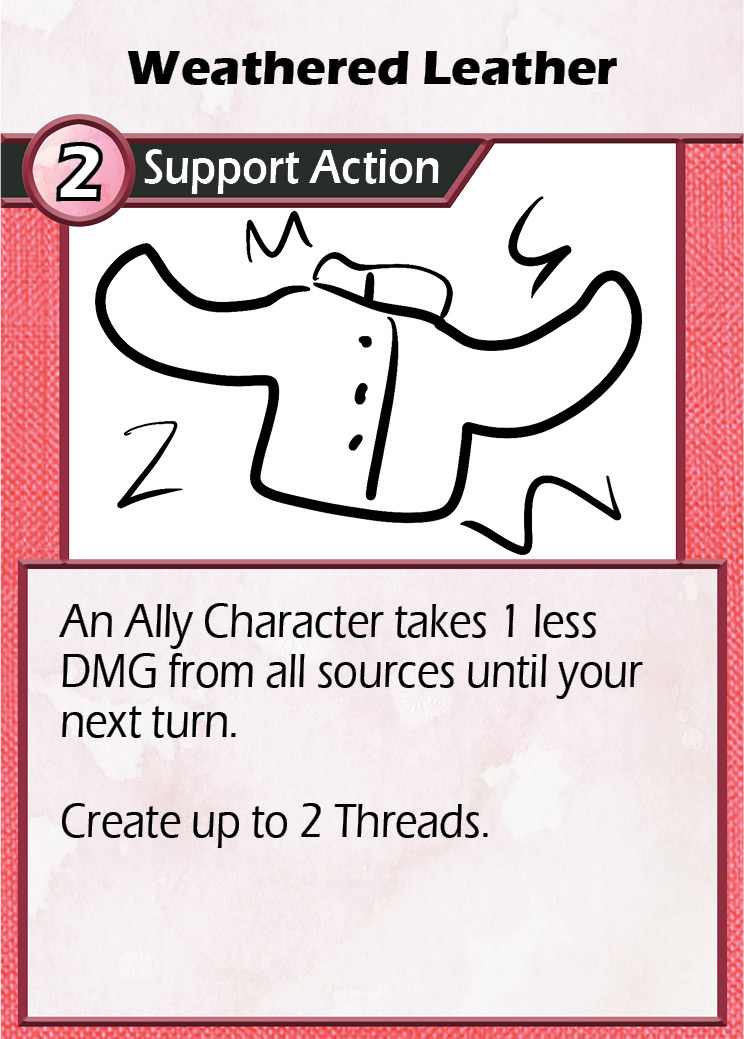 Weathered Leather
2 Support Action
An Ally Character takes 1 less
DMG from all sources until your
next turn.
Create up to 2 Threads.